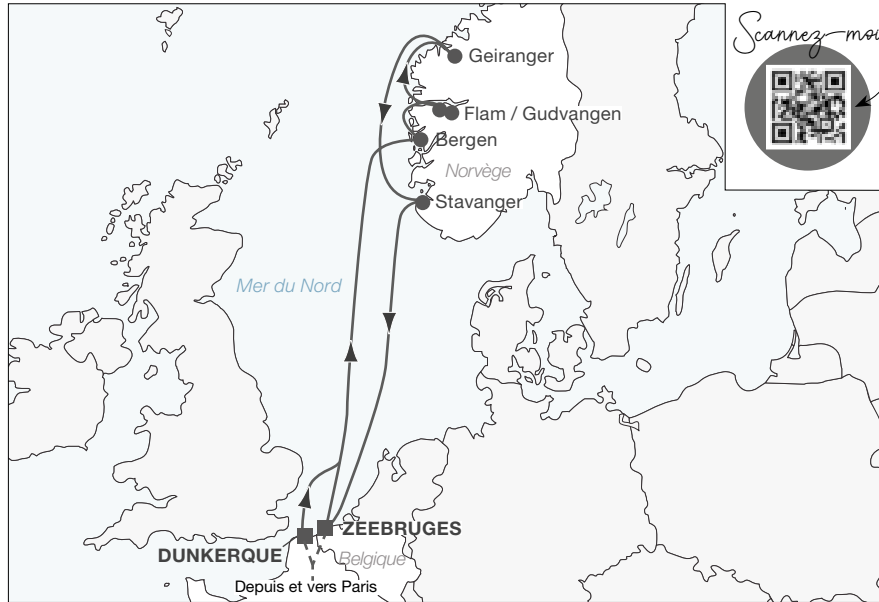 Scannez-moi
Geiranger
Flam / Gudvangen
Bergen
Norvège
Stavanger
Mer du Nord
ZEEBRUGES
DUNKERQUE
Belgique
Depuis et vers Paris